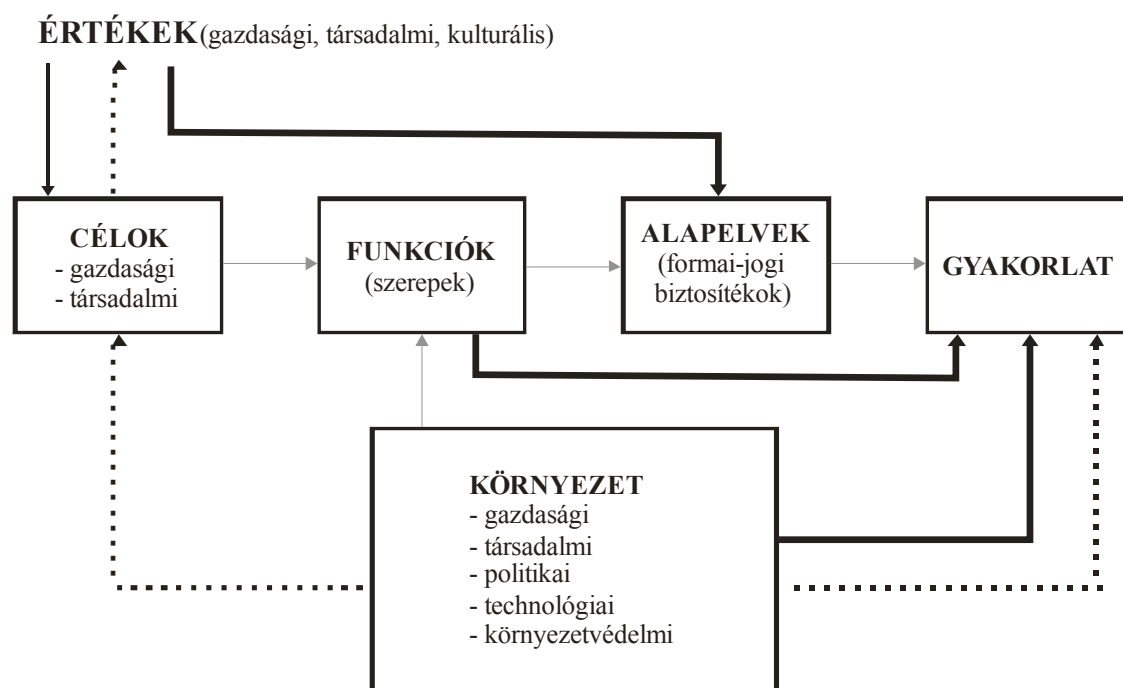 ÉRTÉKEK (gazdasági, társadalmi, kulturális)
CÉLOK
- gazdasági
- társadalmi
FUNKCIÓK
(szerepek)
ALAPELVEK
(formai-jogi
biztosítékok)
GYAKORLAT
KÖRNYEZET
- gazdasági
- társadalmi
- politikai
- technológiai
- környezetvédelmi